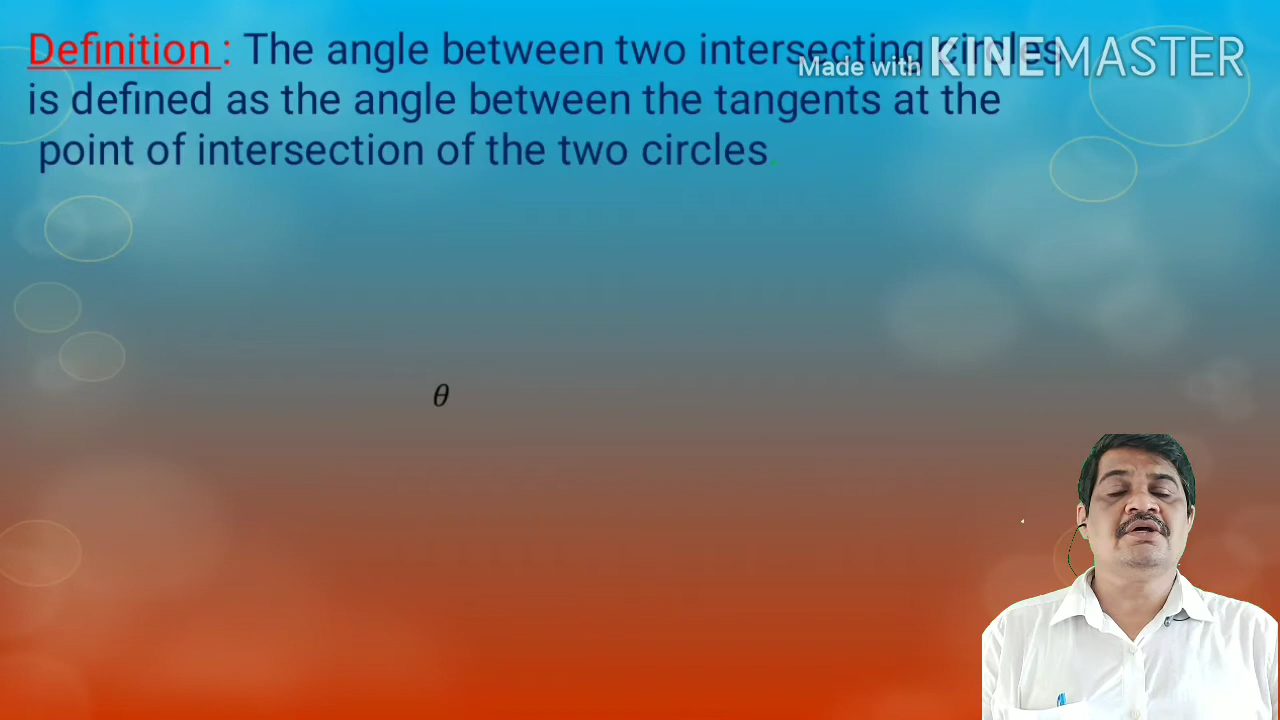 Definition : The angle between two intersecting circles
Made with KINEMASTER
is defined as the angle between the tangents at the
point of intersection of the two circles.
θ